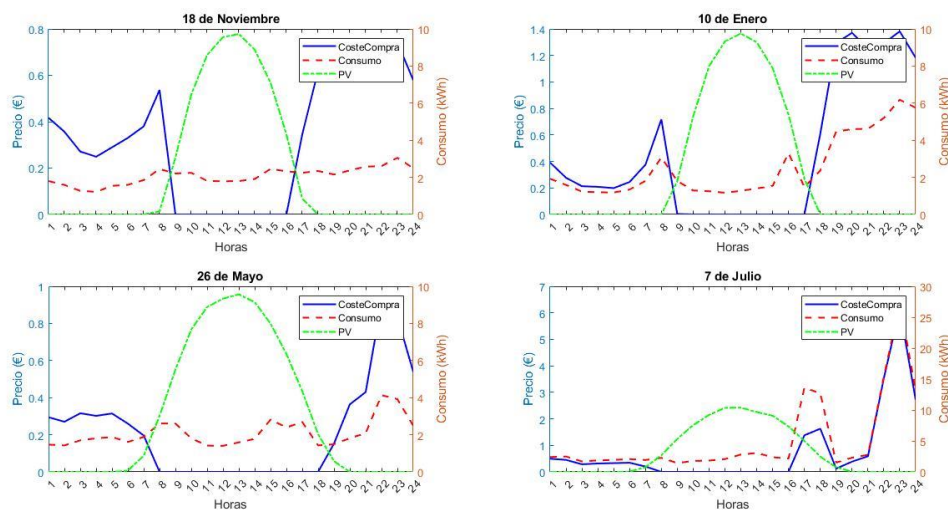 18 de Noviembre
0.8
0.6
0.4
0.2
0
Precio (€)
10
8
6
4
2
0
Consumo (kWh)
CosteCompra
Consumo
PV
1 2 3 4 5 6 7 8 9 10 11 12 13 14 15 16 17 18 19 20 21 22 23 24
Horas
10 de Enero
1.4
1.2
1
0.8
0.6
0.4
0.2
0
Precio (€)
10
8
6
4
2
0
Consumo (kWh)
CosteCompra
Consumo
PV
1 2 3 4 5 6 7 8 9 10 11 12 13 14 15 16 17 18 19 20 21 22 23 24
Horas
26 de Mayo
1
0.8
0.6
0.4
0.2
0
Precio (€)
10
8
6
4
2
0
Consumo (kWh)
CosteCompra
Consumo
PV
1 2 3 4 5 6 7 8 9 10 11 12 13 14 15 16 17 18 19 20 21 22 23 24
Horas
7 de Julio
7
6
5
4
3
2
1
0
Precio (€)
30
25
20
15
10
5
0
Consumo (kWh)
CosteCompra
Consumo
PV
1 2 3 4 5 6 7 8 9 10 11 12 13 14 15 16 17 18 19 20 21 22 23 24
Horas